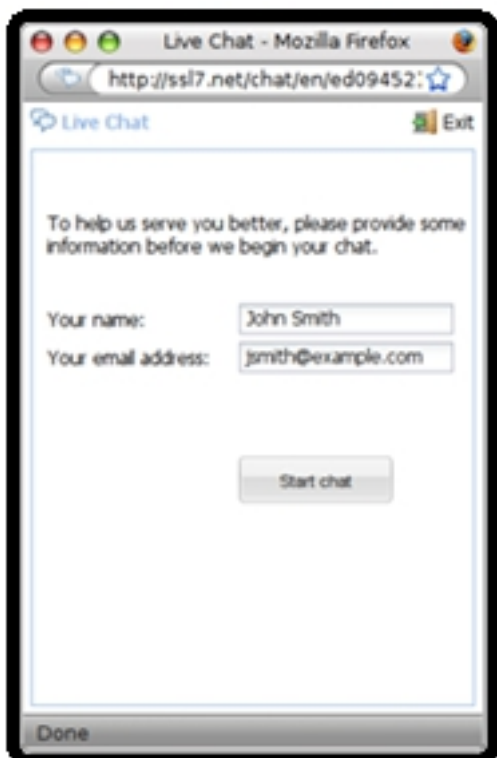 Live Chat - Mozilla Firefox
http://ssl7.net/chat/en/ed09452
Live Chat
Exit
To help us serve you better, please provide some
information before we begin your chat.
Your name: John Smith
Your email address: jsmith@example.com
Start chat
Done